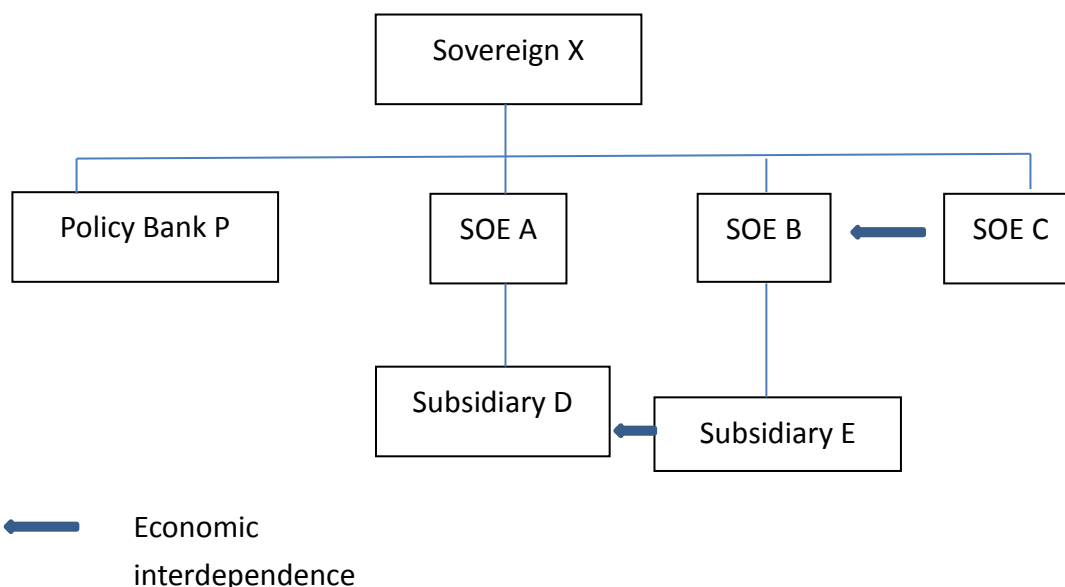 Sovereign X
Policy Bank P
SOE A
SOE B
SOE C
Subsidiary D
Subsidiary E
Economic
interdependence